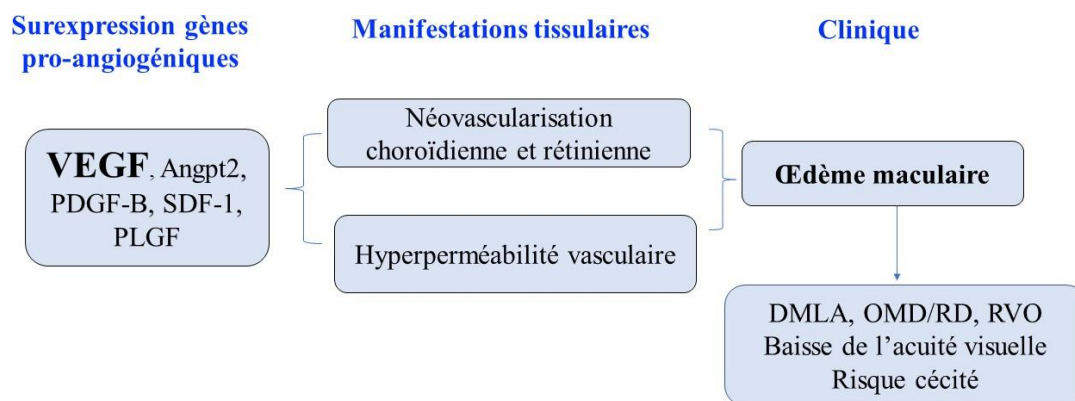 Surexpression gènes
pro-angiogéniques
Manifestations tissulaires
Clinique
VEGF, Angpt2,
PDGF-B, SDF-1,
PLGF
Néovascularisation
choroïdienne et rétinienne
Hyperperméabilité vasculaire
Œdème maculaire
DMLA, OMD/RD, RVO
Baisse de l’acuité visuelle
Risque cécité